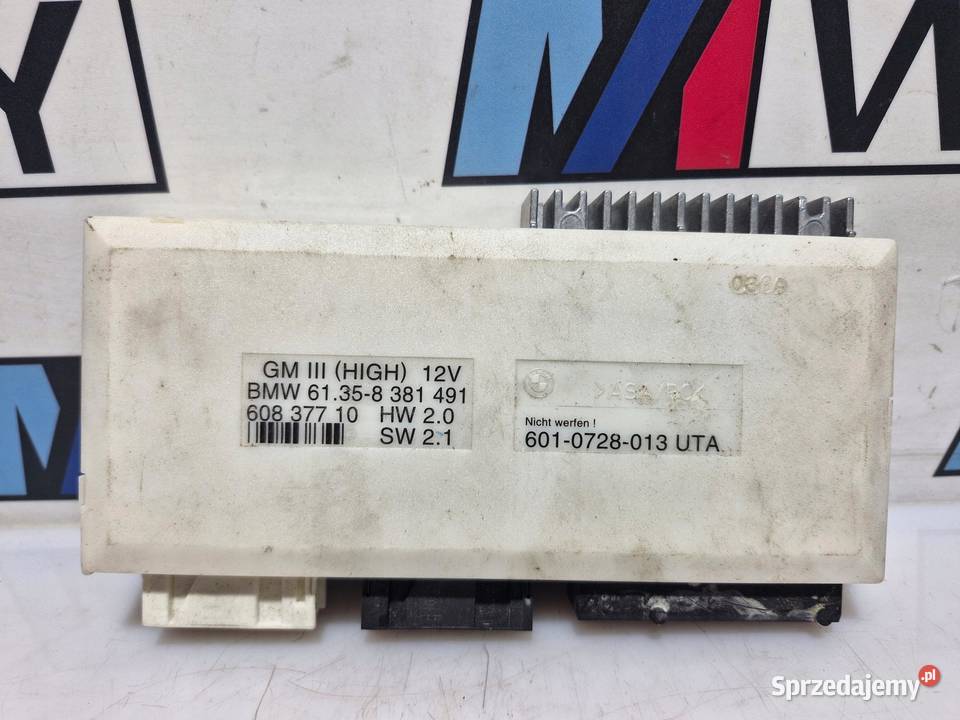 GM III (HIGH) 12V
BMW 61.35-8 381 491
608 377 10 HW 2.0
SW 2.1
Nicht werfen !
601-0728-013 UTA
Sprzedajemy.pl